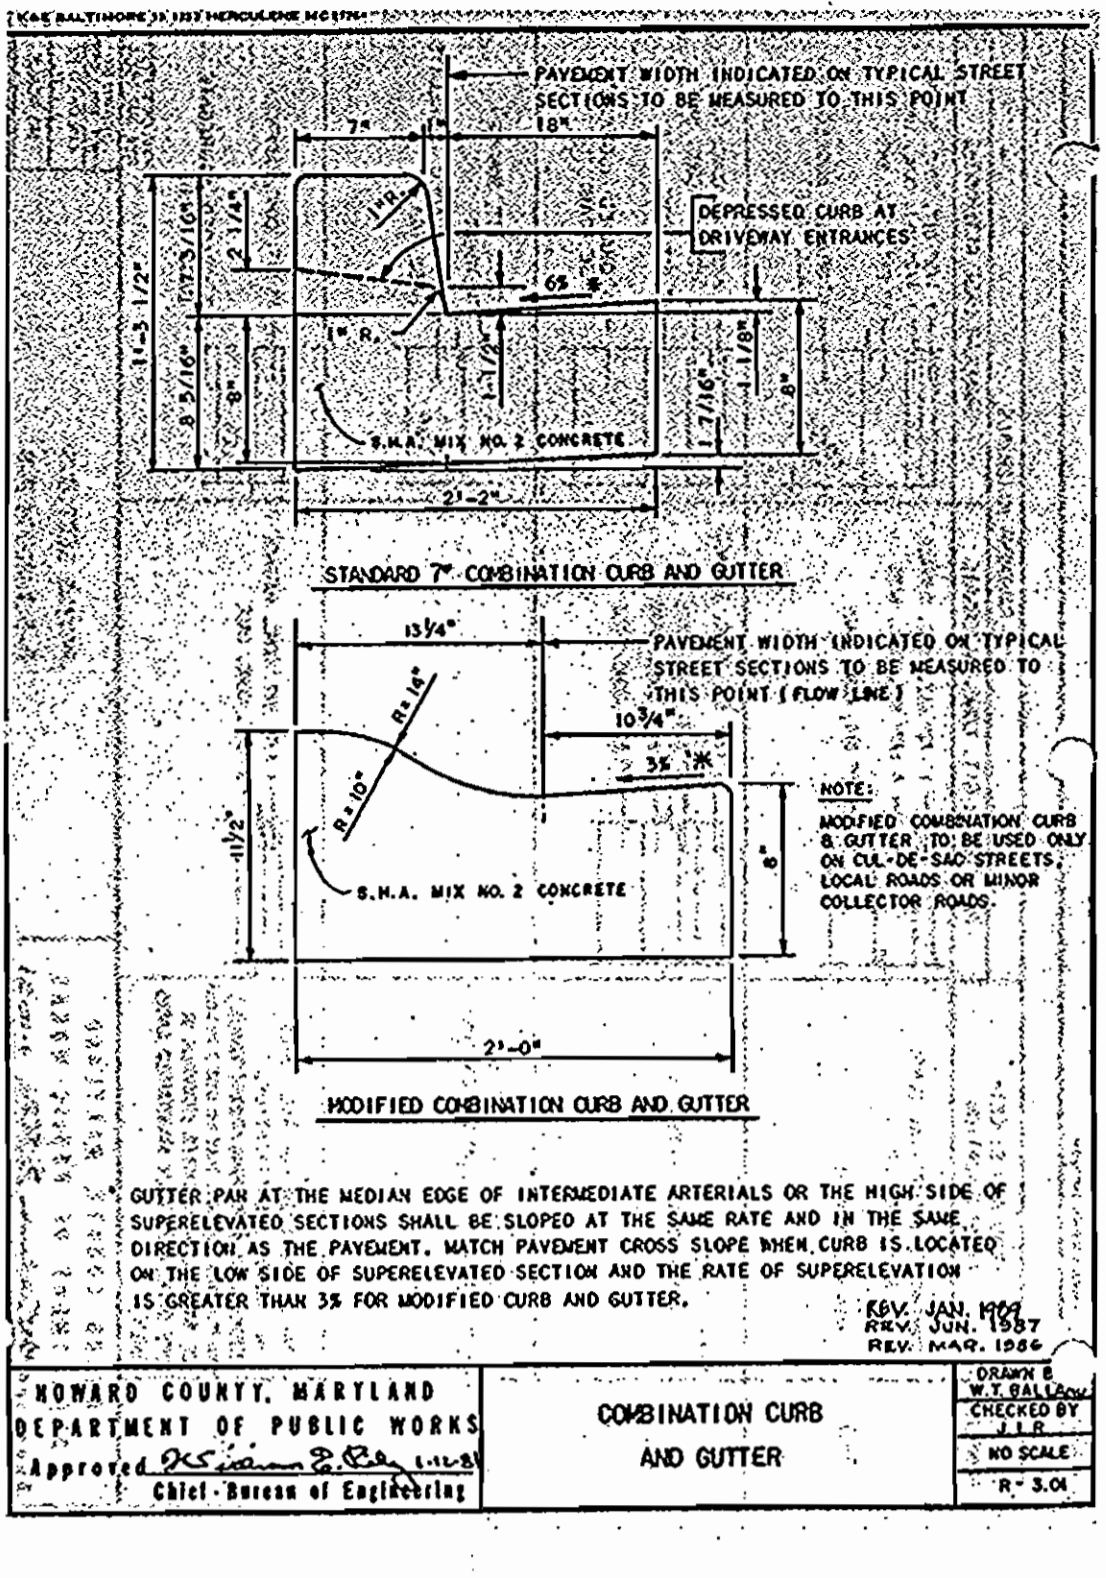 PAVEMENT WIDTH INDICATED ON TYPICAL STREET
SECTIONS TO BE MEASURED TO THIS POINT
7"
1"
18"
1'-3 1/2"
7 3/16"
2 1/4"
1" R.
DEPRESSED CURB AT
DRIVEWAY ENTRANCES
6% *
1" R.
8 5/16"
8"
1 1/2"
1 7/16"
1 1/8"
8"
S.H.A. MIX NO. 2 CONCRETE
2'-2"
STANDARD 7" COMBINATION CURB AND GUTTER
13 1/4"
PAVEMENT WIDTH INDICATED ON TYPICAL
STREET SECTIONS TO BE MEASURED TO
THIS POINT (FLOW LINE)
R= 14"
10 3/4"
3% *
R= 10"
11 1/2"
8"
NOTE:
MODIFIED COMBINATION CURB
& GUTTER TO BE USED ONLY
ON CUL-DE-SAC STREETS,
LOCAL ROADS OR MINOR
COLLECTOR ROADS.
S.H.A. MIX NO. 2 CONCRETE
2'-0"
MODIFIED COMBINATION CURB AND GUTTER
* GUTTER PAN AT THE MEDIAN EDGE OF INTERMEDIATE ARTERIALS OR THE HIGH SIDE OF
SUPERELEVATED SECTIONS SHALL BE SLOPED AT THE SAME RATE AND IN THE SAME
DIRECTION AS THE PAVEMENT. MATCH PAVEMENT CROSS SLOPE WHEN CURB IS LOCATED
ON THE LOW SIDE OF SUPERELEVATED SECTION AND THE RATE OF SUPERELEVATION
IS GREATER THAN 3% FOR MODIFIED CURB AND GUTTER.
REV. JAN. 1989
REV. JUN. 1987
REV. MAR. 1986
HOWARD COUNTY, MARYLAND
DEPARTMENT OF PUBLIC WORKS
Approved
Chief - Bureau of Engineering
COMBINATION CURB
AND GUTTER
DRAWN B
W.T. BALLA
CHECKED BY
J.L.R.
NO SCALE
R - 3.01